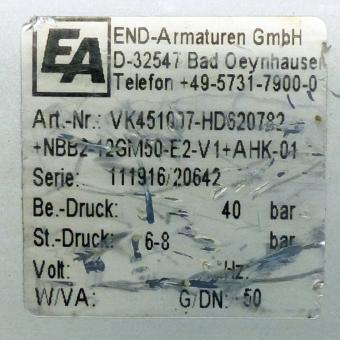 EA
END-Armaturen GmbH
D-32547 Bad Oeynhausen
Telefon +49-5731-7900-0
Art.-Nr.: VK451007-HD620782
+NBB2-12GM50-E2-V1+AHK-01
Serie: 111916/20642
Be.-Druck: 40 bar
St.-Druck: 6-8 bar
Volt: Hz:
W/VA: G/DN: 50